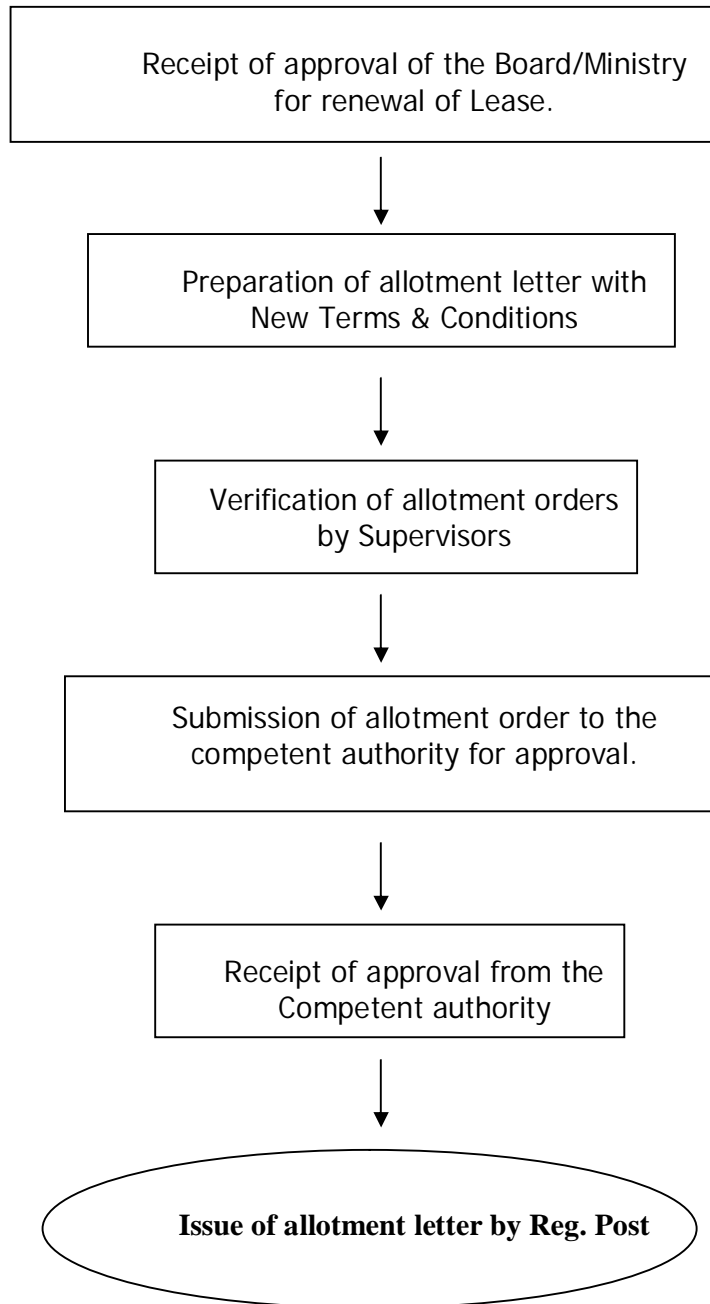 Receipt of approval of the Board/Ministry
for renewal of Lease.
Preparation of allotment letter with
New Terms & Conditions
Verification of allotment orders
by Supervisors
Submission of allotment order to the
competent authority for approval.
Receipt of approval from the
Competent authority
Issue of allotment letter by Reg. Post